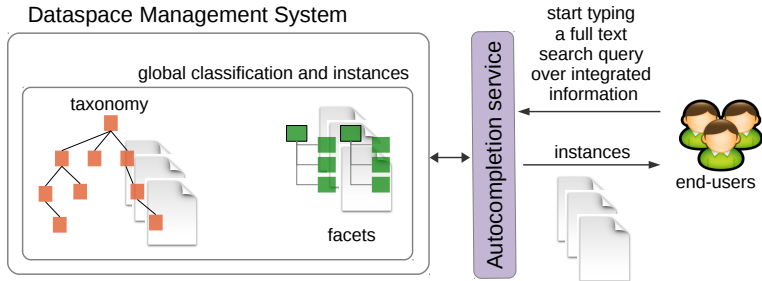 Dataspace Management System
global classification and instances
taxonomy
facets
Autocompletion service
start typing
a full text
search query
over integrated
information
instances
end-users